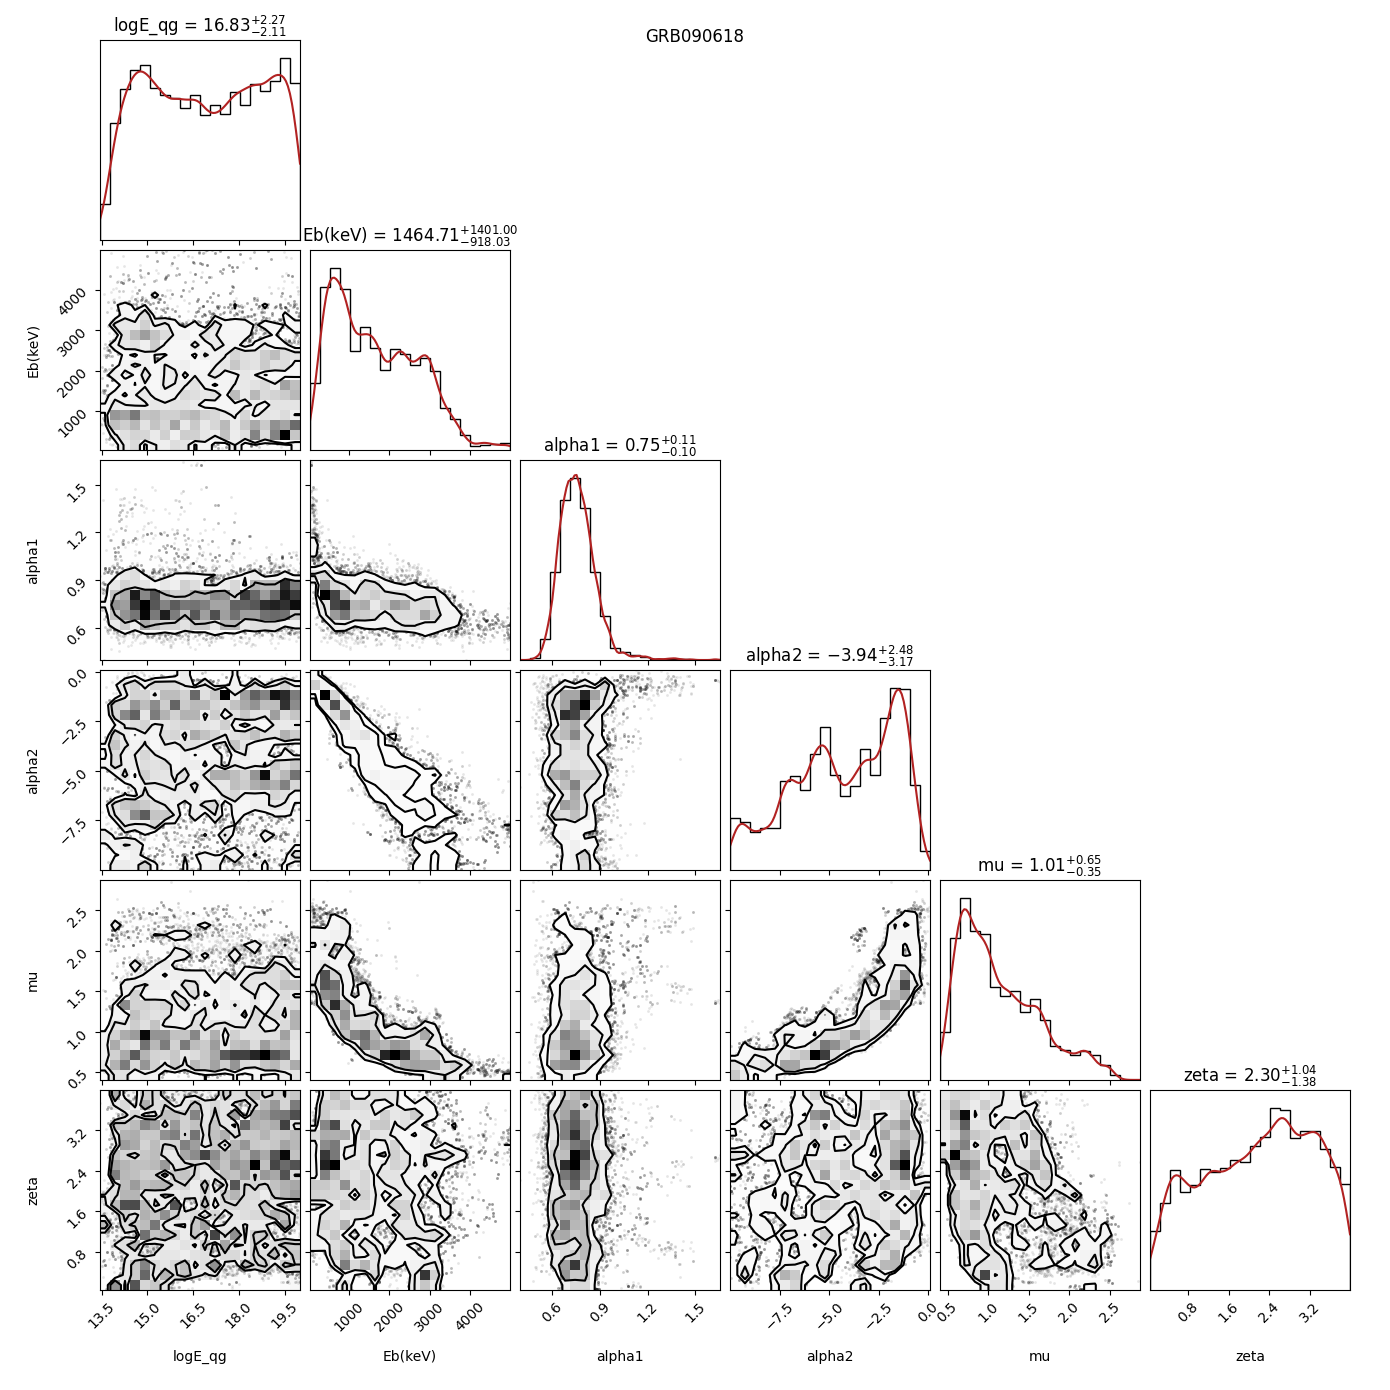 logE_qg = 16.83+2.27−2.11
GRB090618
Eb(keV) = 1464.71+1401.00−918.03
Eb(keV)
4000
3000
2000
1000
alpha1 = 0.75+0.11−0.10
alpha1
1.5
1.2
0.9
0.6
alpha2 = −3.94+2.48−3.17
alpha2
0.0
−2.5
−5.0
−7.5
mu = 1.01+0.65−0.35
mu
2.5
2.0
1.5
1.0
0.5
zeta = 2.30+1.04−1.38
zeta
3.2
2.4
1.6
0.8
13.5 15.0 16.5 18.0 19.5
1000 2000 3000 4000
0.6 0.9 1.2 1.5
−7.5 −5.0 −2.5 0.0
0.5 1.0 1.5 2.0 2.5
0.8 1.6 2.4 3.2
logE_qg Eb(keV) alpha1 alpha2 mu zeta